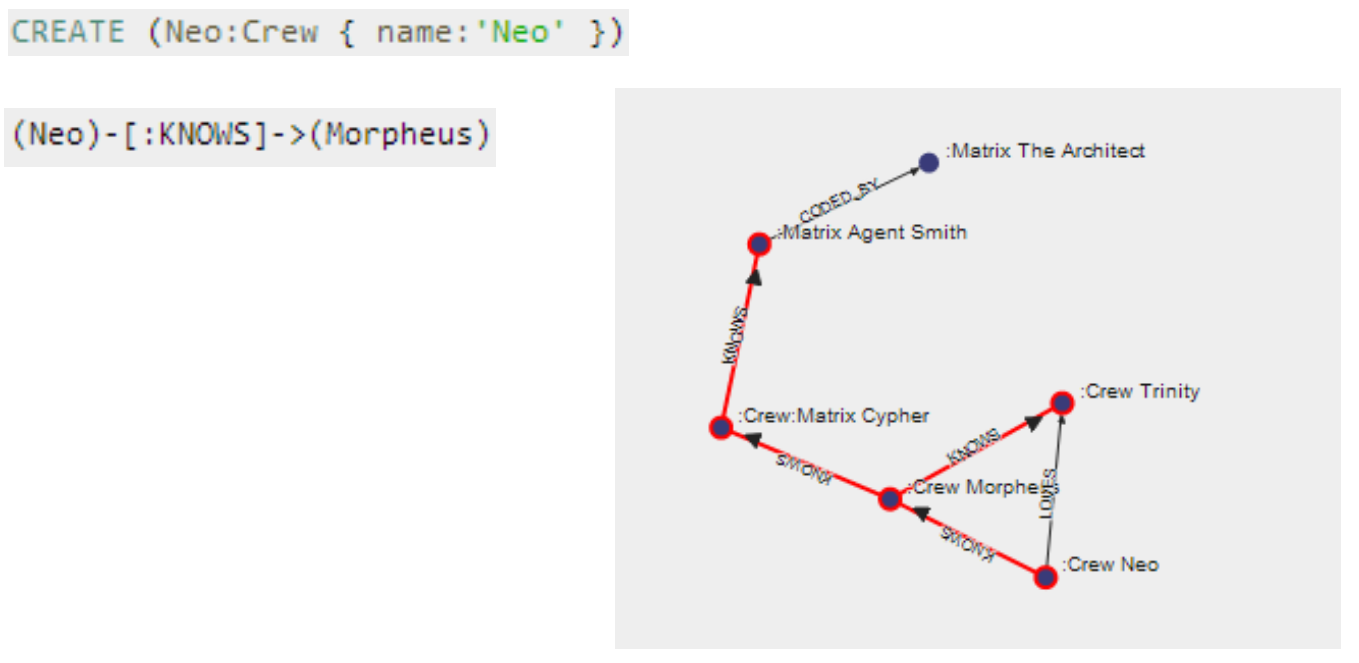 CREATE (Neo:Crew { name:'Neo' })
(Neo)-[:KNOWS]->(Morpheus)
:Matrix The Architect
CODED_BY
:Matrix Agent Smith
KNOWS
:Crew Trinity
:Crew:Matrix Cypher
KNOWS
KNOWS
:Crew Morpheus
LOVES
KNOWS
:Crew Neo